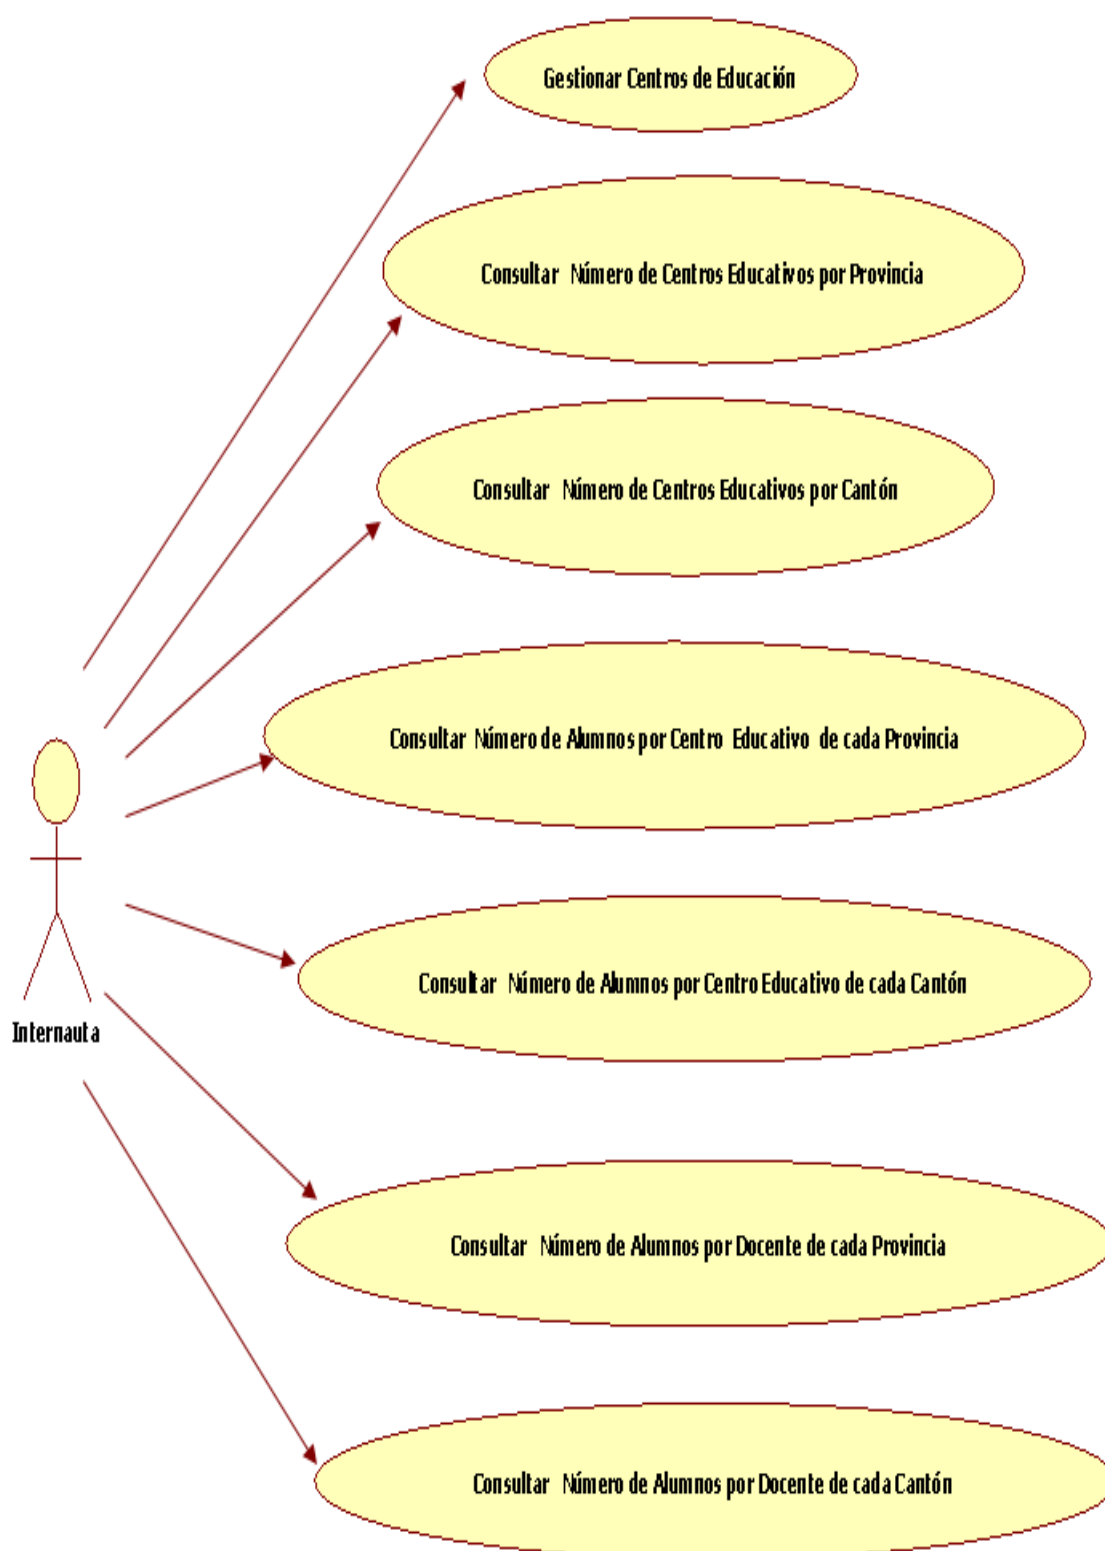 Gestionar Centros de Educación
Consultar Número de Centros Educativos por Provincia
Consultar Número de Centros Educativos por Cantón
Consultar Número de Alumnos por Centro Educativo de cada Provincia
Consultar Número de Alumnos por Centro Educativo de cada Cantón
Internauta
Consultar Número de Alumnos por Docente de cada Provincia
Consultar Número de Alumnos por Docente de cada Cantón